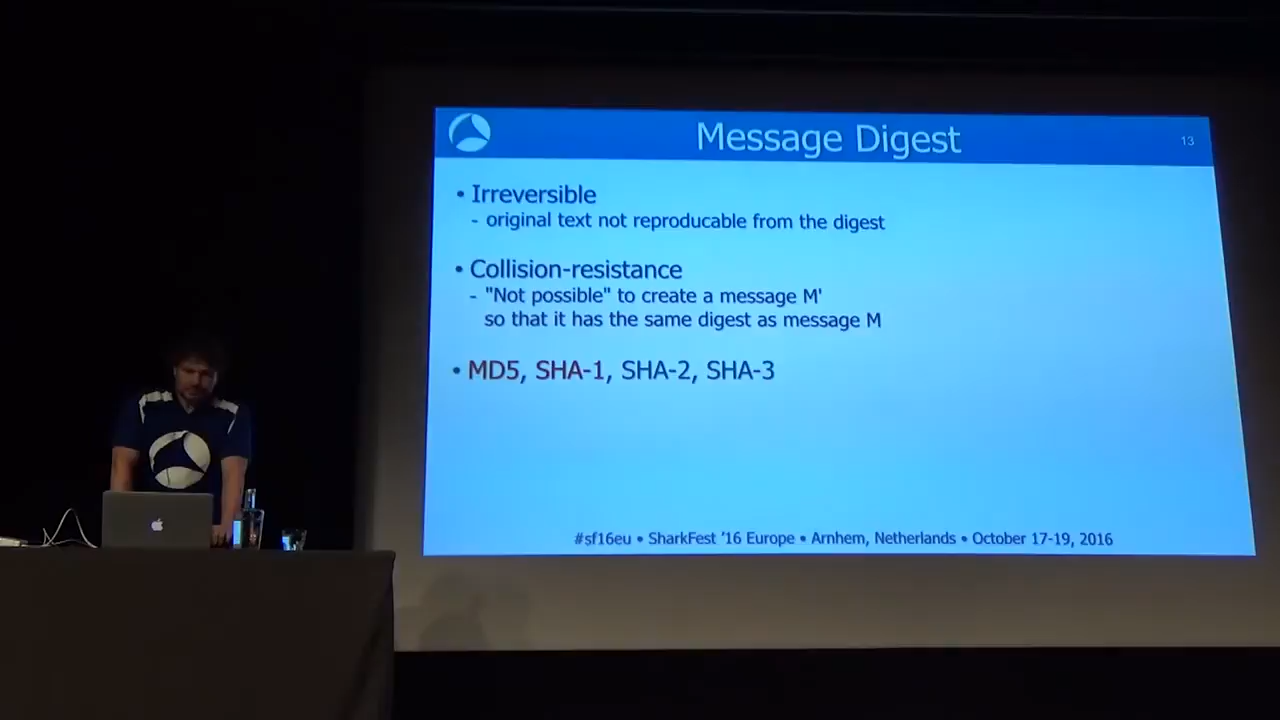 Message Digest
13
• Irreversible
- original text not reproducable from the digest
• Collision-resistance
- "Not possible" to create a message M'
so that it has the same digest as message M
• MD5, SHA-1, SHA-2, SHA-3
#sf16eu • SharkFest '16 Europe • Arnhem, Netherlands • October 17-19, 2016